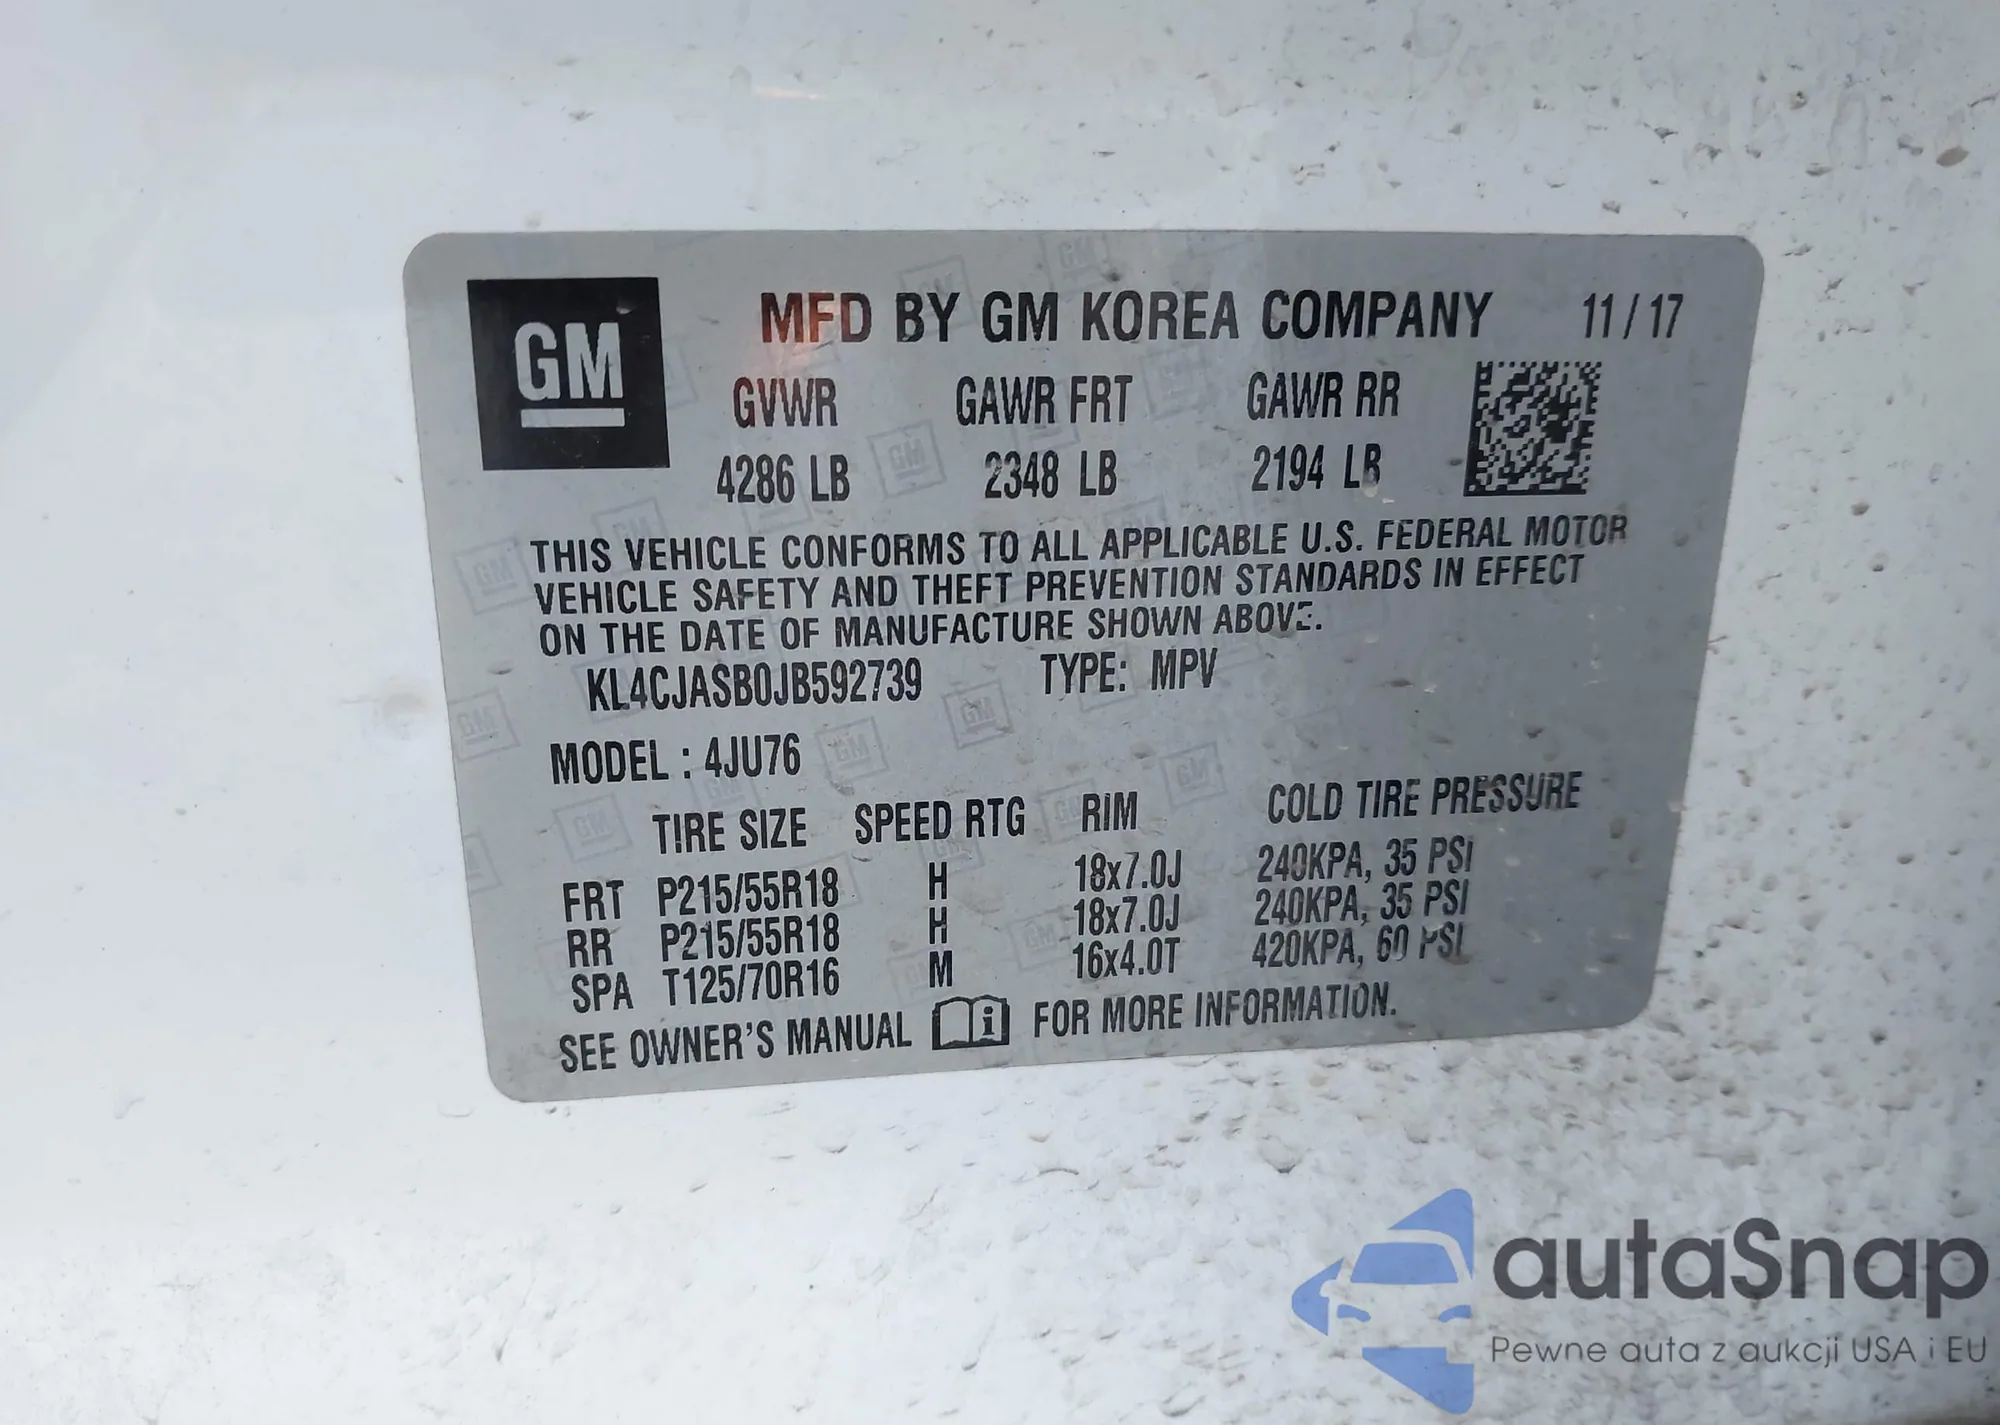 GM
MFD BY GM KOREA COMPANY 11/17
GVWR GAWR FRT GAWR RR
4286 LB 2348 LB 2194 LB
THIS VEHICLE CONFORMS TO ALL APPLICABLE U.S. FEDERAL MOTOR
VEHICLE SAFETY AND THEFT PREVENTION STANDARDS IN EFFECT
ON THE DATE OF MANUFACTURE SHOWN ABOVE.
KL4CJASB0JB592739 TYPE: MPV
MODEL : 4JU76
TIRE SIZE SPEED RTG RIM COLD TIRE PRESSURE
FRT P215/55R18 H 18x7.0J 240KPA, 35 PSI
RR P215/55R18 H 18x7.0J 240KPA, 35 PSI
SPA T125/70R16 M 16x4.0T 420KPA, 60 PSI
SEE OWNER'S MANUAL i FOR MORE INFORMATION.
autaSnap
Pewne auta z aukcji USA i EU